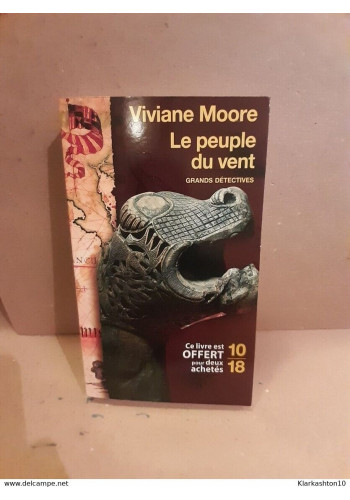 Viviane Moore
Le peuple
du vent
GRANDS DÉTECTIVES
Ce livre est
OFFERT
pour deux
achetés
10
18
www.delcampe.net
Klarkashton10